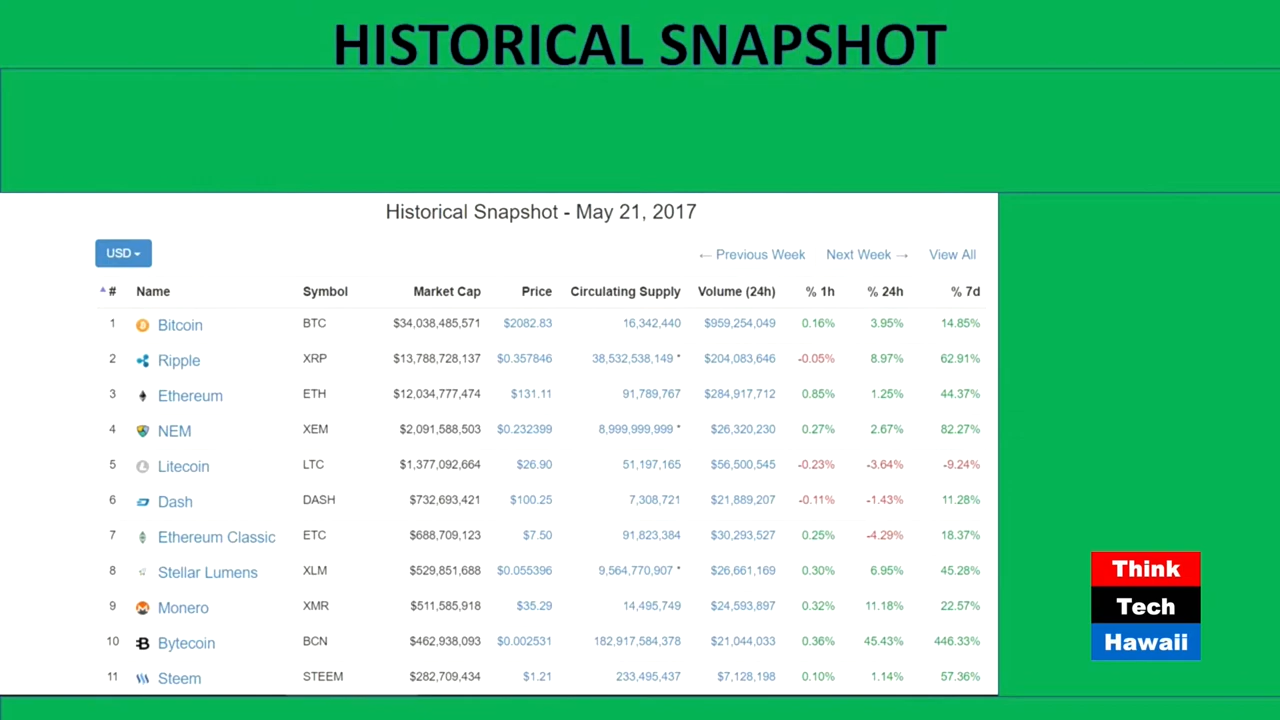 HISTORICAL SNAPSHOT
Historical Snapshot - May 21, 2017
USD
← Previous Week Next Week → View All
# Name Symbol Market Cap Price Circulating Supply Volume (24h) % 1h % 24h % 7d
1 Bitcoin BTC $34,038,485,571 $2082.83 16,342,440 $959,254,049 0.16% 3.95% 14.85%
2 Ripple XRP $13,788,728,137 $0.357846 38,532,538,149 * $204,083,646 -0.05% 8.97% 62.91%
3 Ethereum ETH $12,034,777,474 $131.11 91,789,767 $284,917,712 0.85% 1.25% 44.37%
4 NEM XEM $2,091,588,503 $0.232399 8,999,999,999 * $26,320,230 0.27% 2.67% 82.27%
5 Litecoin LTC $1,377,092,664 $26.90 51,197,165 $56,500,545 -0.23% -3.64% -9.24%
6 Dash DASH $732,693,421 $100.25 7,308,721 $21,889,207 -0.11% -1.43% 11.28%
7 Ethereum Classic ETC $688,709,123 $7.50 91,823,384 $30,293,527 0.25% -4.29% 18.37%
8 Stellar Lumens XLM $529,851,688 $0.055396 9,564,770,907 * $26,661,169 0.30% 6.95% 45.28%
9 Monero XMR $511,585,918 $35.29 14,495,749 $24,593,897 0.32% 11.18% 22.57%
10 Bytecoin BCN $462,938,093 $0.002531 182,917,584,378 $21,044,033 0.36% 45.43% 446.33%
11 Steem STEEM $282,709,434 $1.21 233,495,437 $7,128,198 0.10% 1.14% 57.36%
Think
Tech
Hawaii